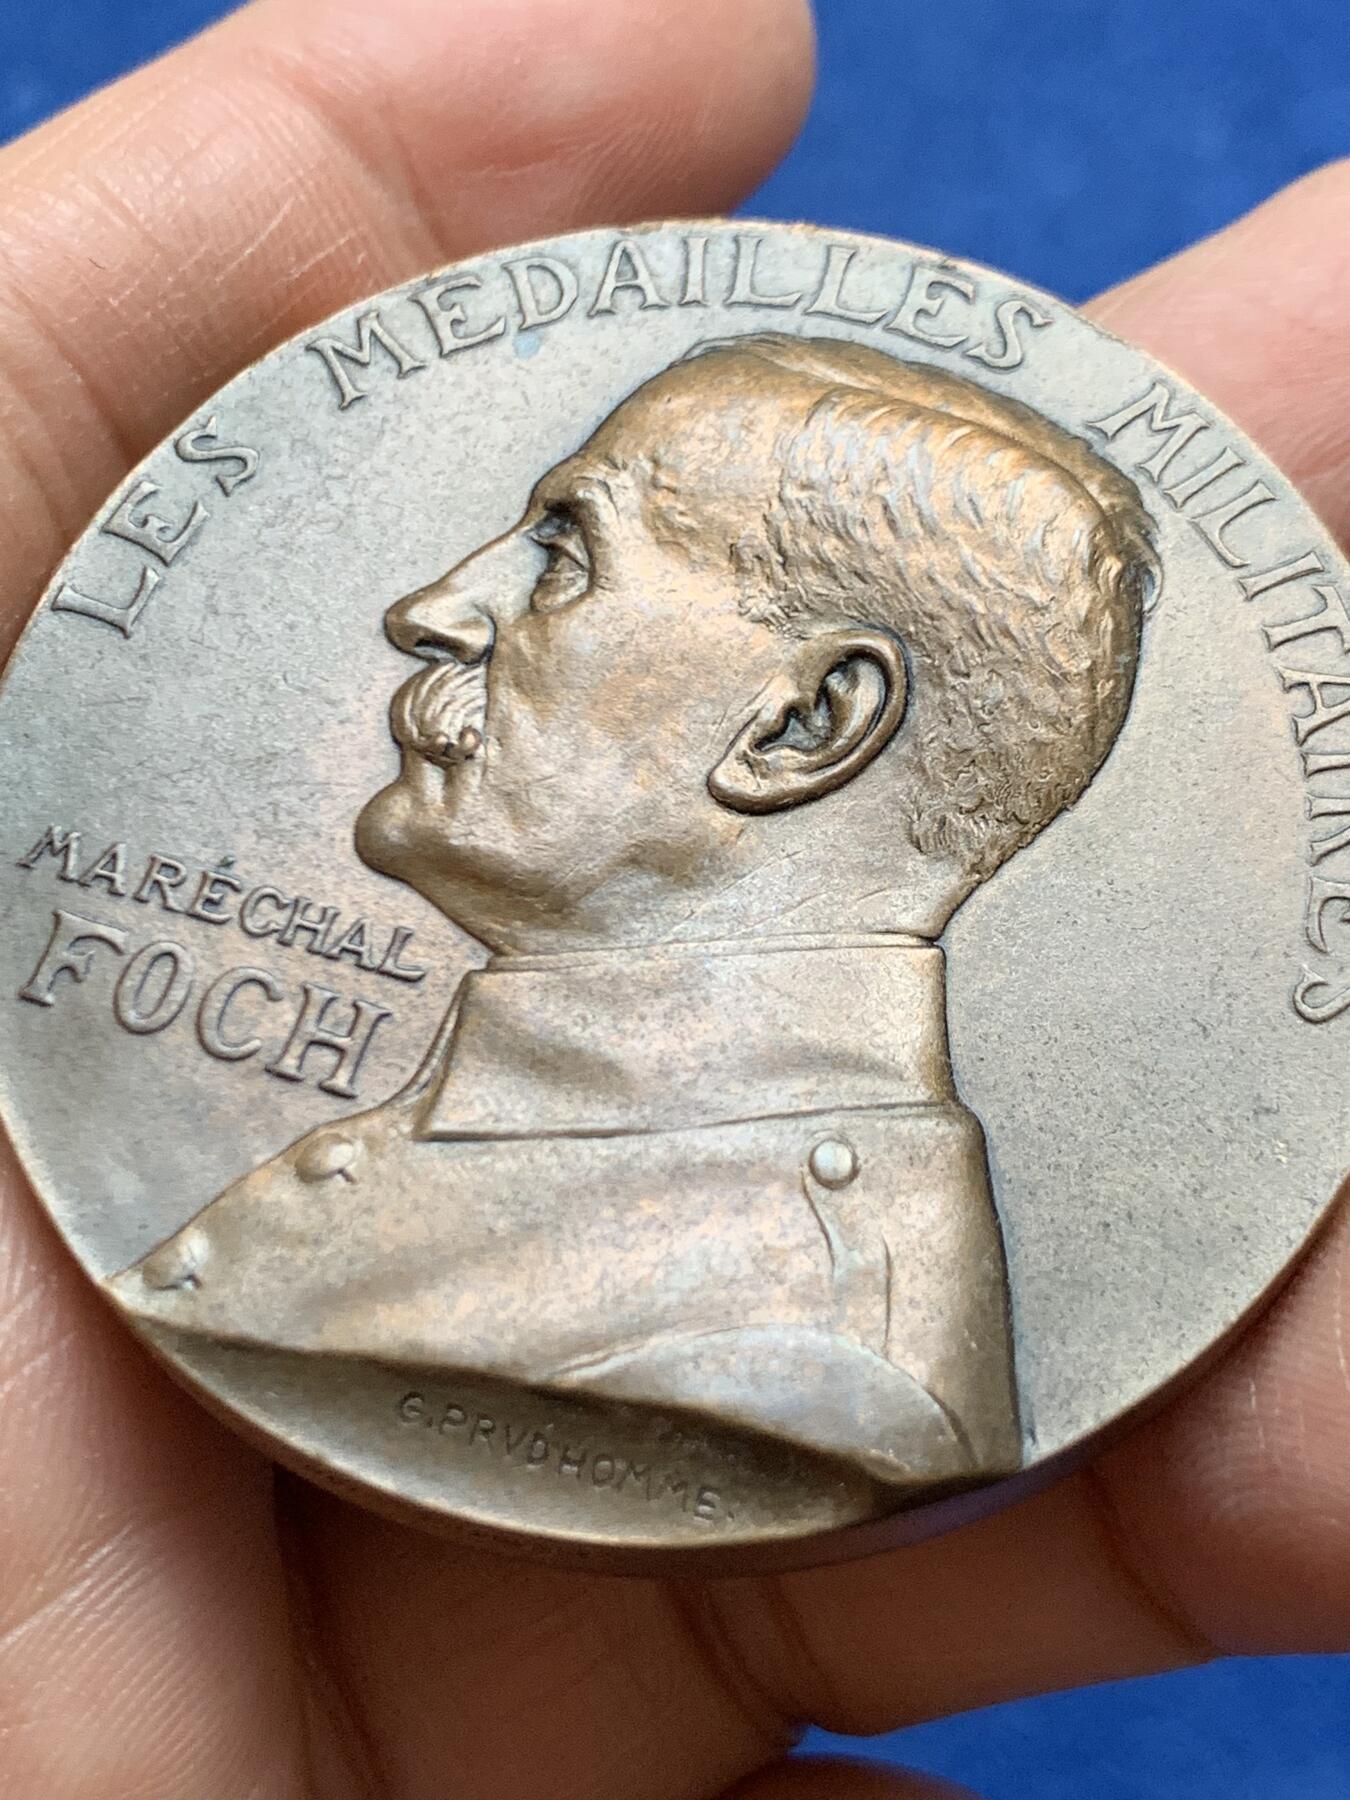 LES MEDAILLES MILITAIRES
MARÉCHAL
FOCH
G.PRVDHOMME.